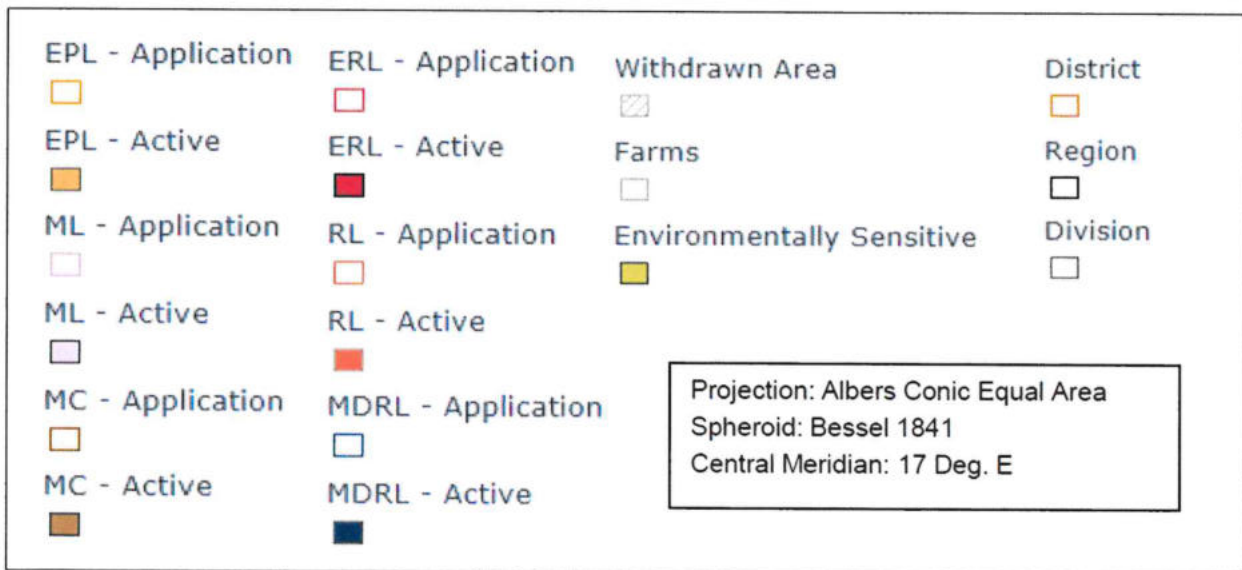 EPL - Application
EPL - Active
ML - Application
ML - Active
MC - Application
MC - Active
ERL - Application
ERL - Active
RL - Application
RL - Active
MDRL - Application
MDRL - Active
Withdrawn Area
Farms
Environmentally Sensitive
District
Region
Division
Projection: Albers Conic Equal Area
Spheroid: Bessel 1841
Central Meridian: 17 Deg. E